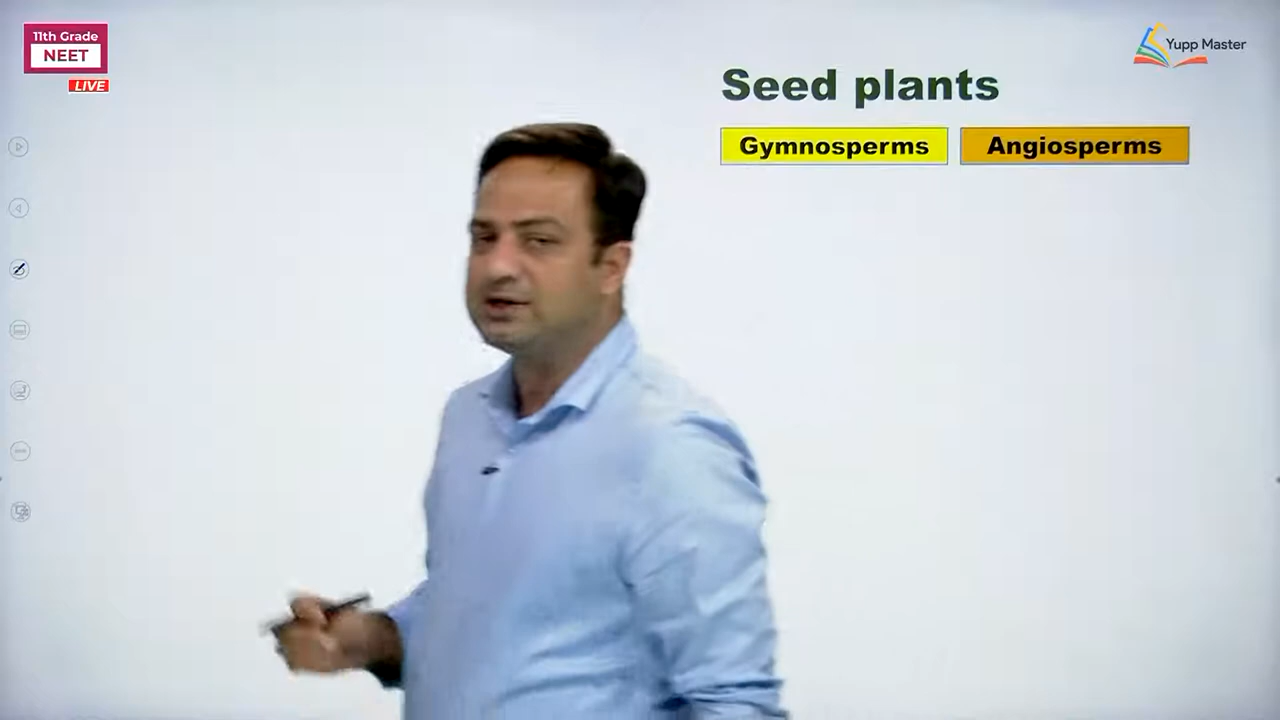 11th Grade
NEET
LIVE
Yupp Master
Seed plants
Gymnosperms
Angiosperms